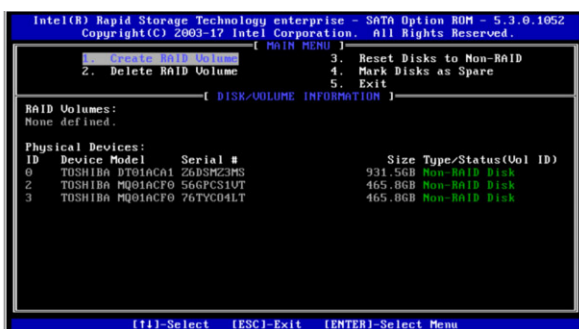 Intel(R) Rapid Storage Technology enterprise - SATA Option ROM - 5.3.0.1052
Copyright(C) 2003-17 Intel Corporation. All Rights Reserved.
[ MAIN MENU ]
1. Create RAID Volume 3. Reset Disks to Non-RAID
2. Delete RAID Volume 4. Mark Disks as Spare
5. Exit
[ DISK/VOLUME INFORMATION ]
RAID Volumes:
None defined.
Physical Devices:
ID Device Model Serial # Size Type/Status(Vol ID)
0 TOSHIBA DT01ACA1 Z6DSMZ3MS 931.5GB Non-RAID Disk
2 TOSHIBA MQ01ACF0 56GPCS1VT 465.8GB Non-RAID Disk
3 TOSHIBA MQ01ACF0 76TYCO4LT 465.8GB Non-RAID Disk
[↑↓]-Select [ESC]-Exit [ENTER]-Select Menu